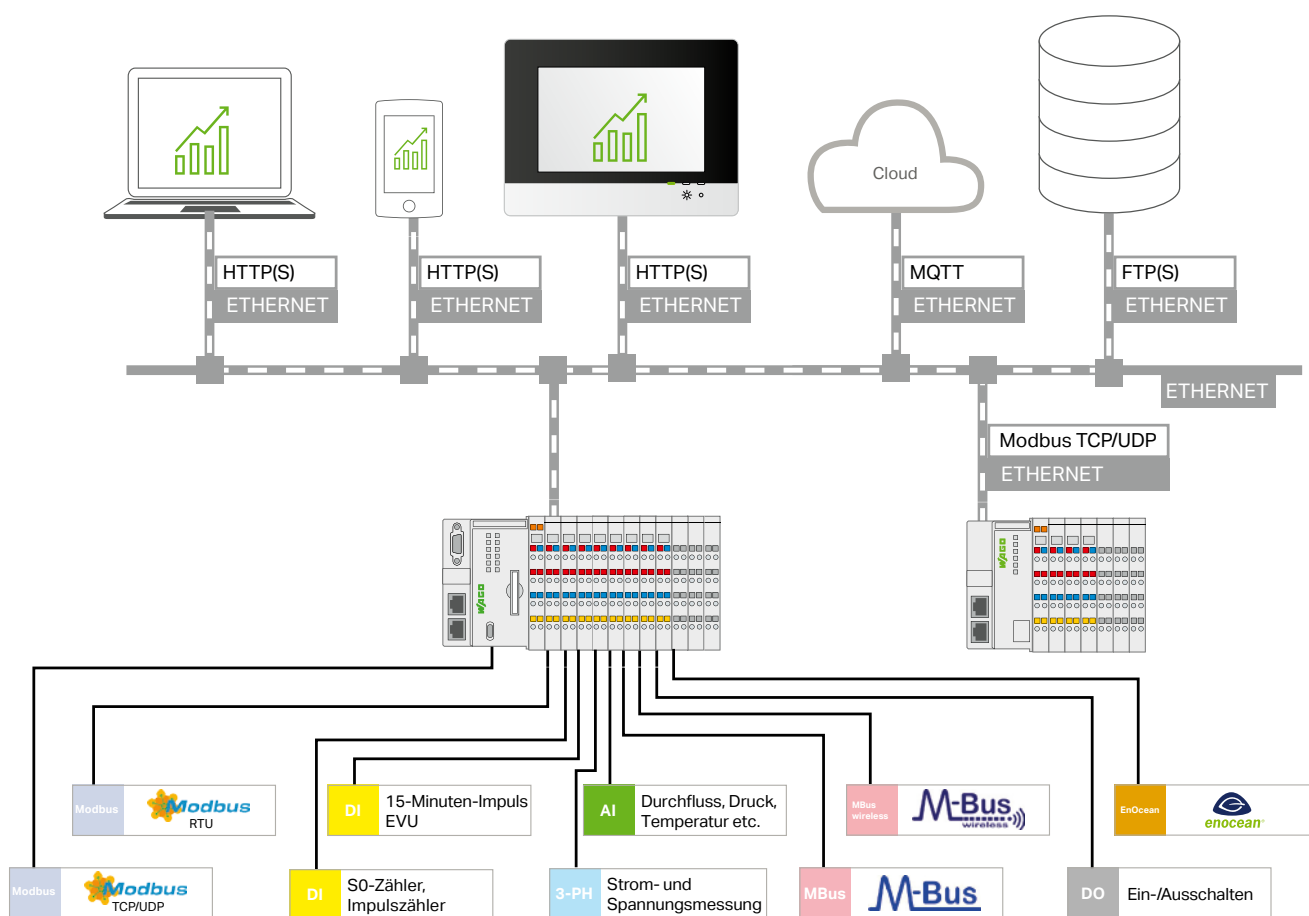 Cloud
HTTP(S)
ETHERNET
HTTP(S)
ETHERNET
HTTP(S)
ETHERNET
MQTT
ETHERNET
FTP(S)
ETHERNET
ETHERNET
Modbus TCP/UDP
ETHERNET
WAGO
WAGO
Modbus
Modbus
RTU
DI
15-Minuten-Impuls
EVU
AI
Durchfluss, Druck,
Temperatur etc.
MBus
wireless
M-Bus
wireless
EnOcean
enocean®
Modbus
Modbus
TCP/UDP
DI
S0-Zähler,
Impulszähler
3-PH
Strom- und
Spannungsmessung
MBus
M-Bus
DO
Ein-/Ausschalten